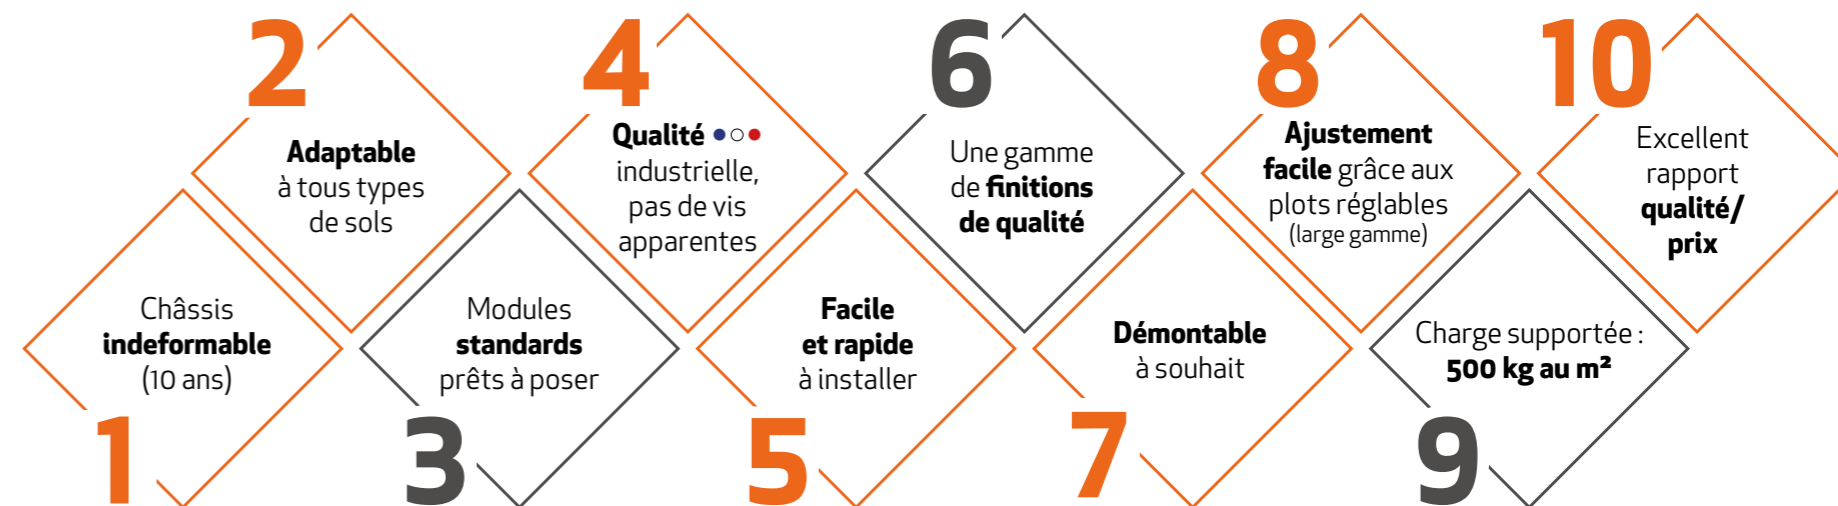 1
Châssis
indeformable
(10 ans)
2
Adaptable
à tous types
de sols
3
Modules
standards
prêts à poser
4
Qualité
industrielle,
pas de vis
apparentes
5
Facile
et rapide
à installer
6
Une gamme
de finitions
de qualité
7
Démontable
à souhait
8
Ajustement
facile grâce aux
plots réglables
(large gamme)
9
Charge supportée :
500 kg au m²
10
Excellent
rapport
qualité/
prix